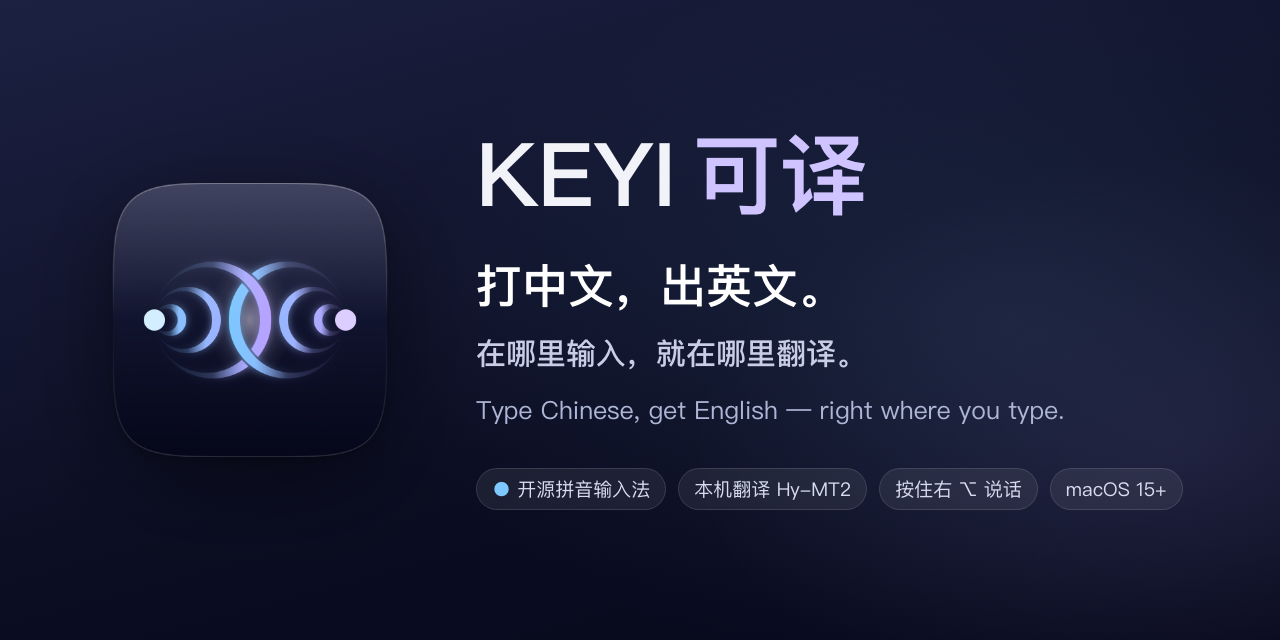 KEYI 可译
打中文，出英文。
在哪里输入，就在哪里翻译。
Type Chinese, get English — right where you type.
开源拼音输入法 本机翻译 Hy-MT2 按住右 ⌥ 说话 macOS 15+